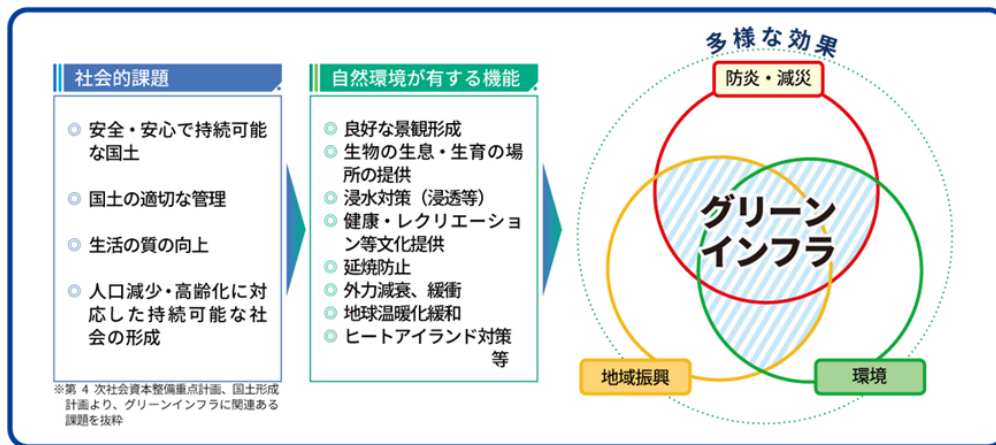 社会的課題
◎ 安全・安心で持続可能
な国土
◎ 国土の適切な管理
◎ 生活の質の向上
◎ 人口減少・高齢化に対
応した持続可能な社
会の形成
※第 4 次社会資本整備重点計画、国土形成
計画より、グリーンインフラに関連ある
課題を抜粋
自然環境が有する機能
◎ 良好な景観形成
◎ 生物の生息・生育の場
所の提供
◎ 浸水対策（浸透等）
◎ 健康・レクリエーショ
ン等文化提供
◎ 延焼防止
◎ 外力減衰、緩衝
◎ 地球温暖化緩和
◎ ヒートアイランド対策
等
多様な効果
防炎・減災
グリーン
インフラ
地域振興
環境